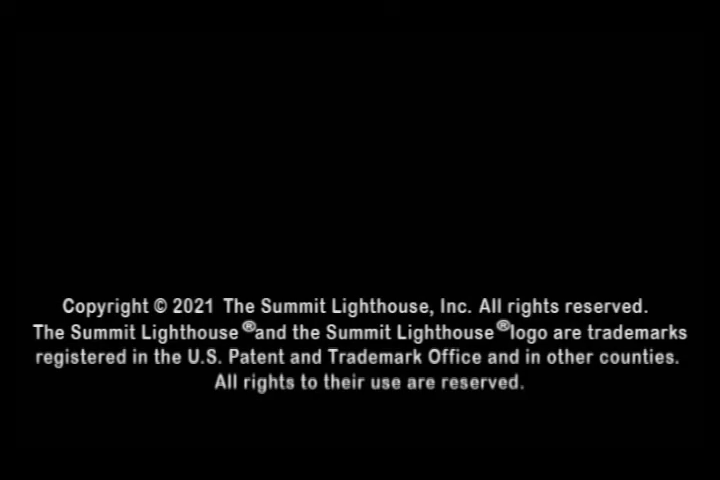 Copyright © 2021 The Summit Lighthouse, Inc. All rights reserved.
The Summit Lighthouse ® and the Summit Lighthouse ® logo are trademarks
registered in the U.S. Patent and Trademark Office and in other counties.
All rights to their use are reserved.